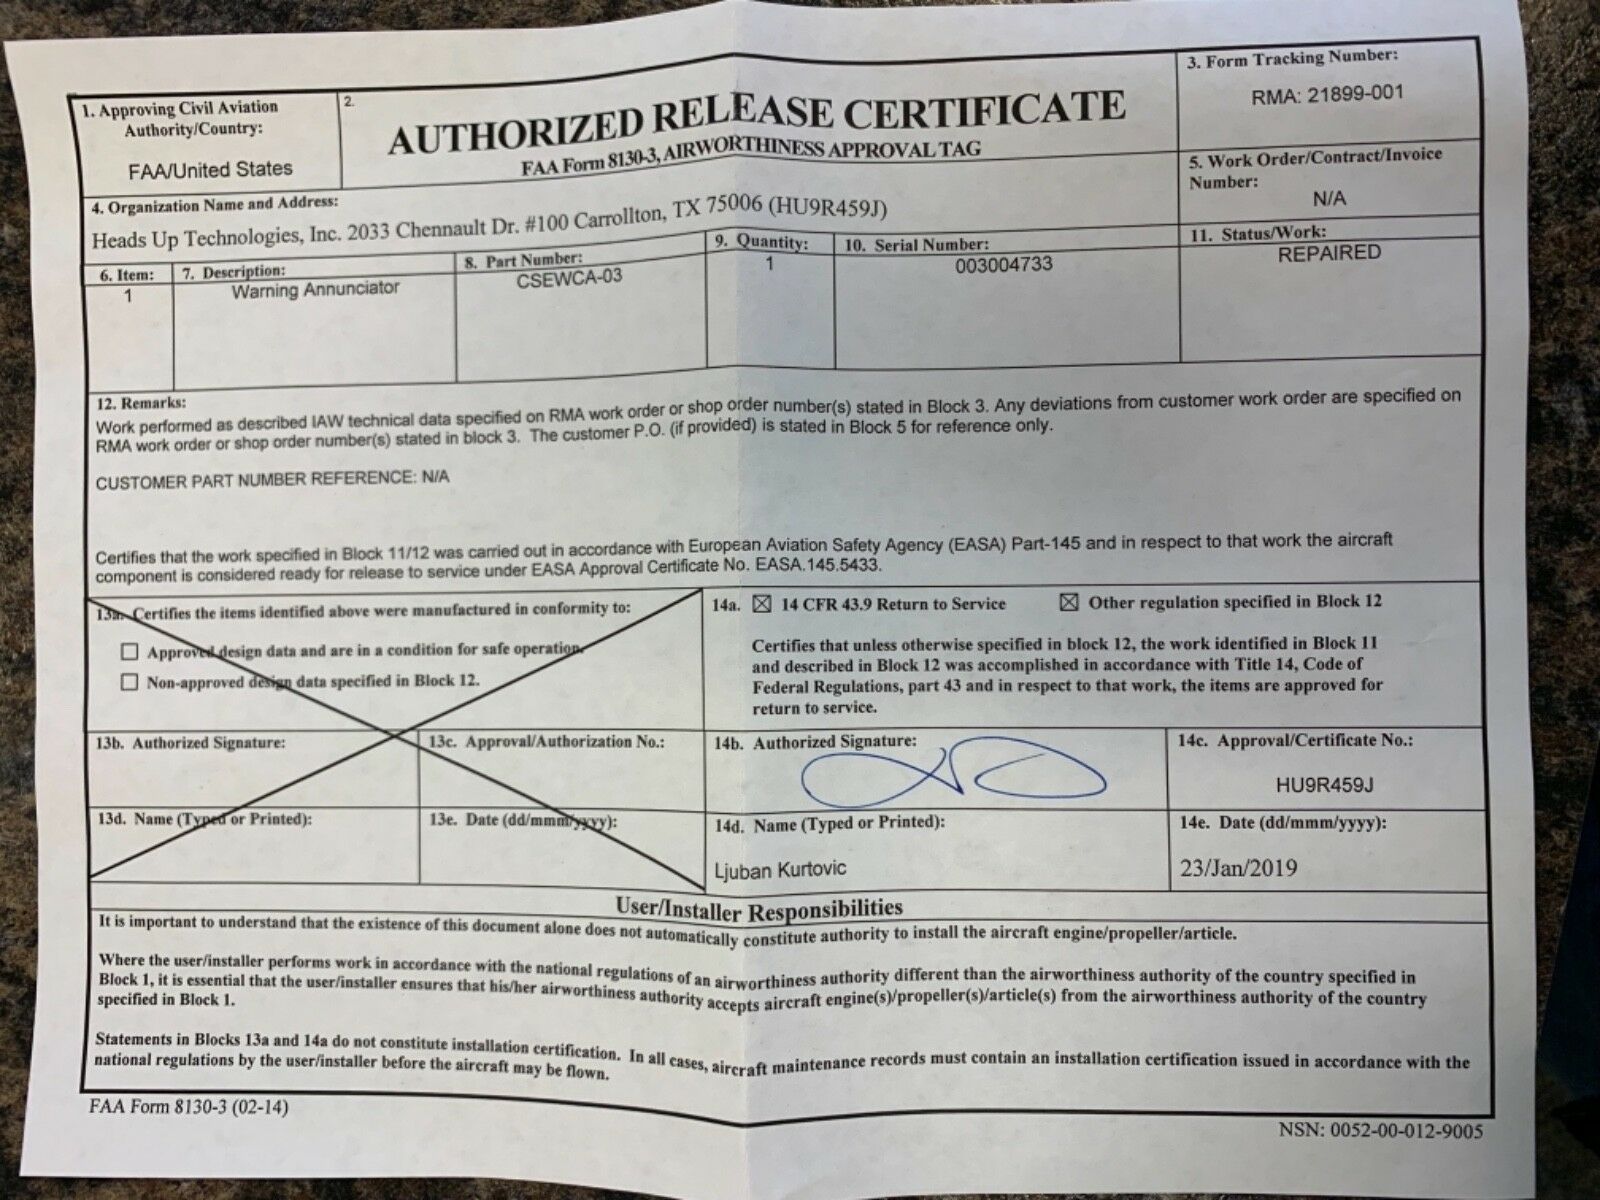 1. Approving Civil Aviation
Authority/Country:
FAA/United States
2.
AUTHORIZED RELEASE CERTIFICATE
FAA Form 8130-3, AIRWORTHINESS APPROVAL TAG
3. Form Tracking Number:
RMA: 21899-001
4. Organization Name and Address:
Heads Up Technologies, Inc. 2033 Chennault Dr. #100 Carrollton, TX 75006 (HU9R459J)
5. Work Order/Contract/Invoice
Number:
N/A
6. Item:
1
7. Description:
Warning Annunciator
8. Part Number:
CSEWCA-03
9. Quantity:
1
10. Serial Number:
003004733
11. Status/Work:
REPAIRED
12. Remarks:
Work performed as described IAW technical data specified on RMA work order or shop order number(s) stated in Block 3. Any deviations from customer work order are specified on
RMA work order or shop order number(s) stated in block 3. The customer P.O. (if provided) is stated in Block 5 for reference only.
CUSTOMER PART NUMBER REFERENCE: N/A
Certifies that the work specified in Block 11/12 was carried out in accordance with European Aviation Safety Agency (EASA) Part-145 and in respect to that work the aircraft
component is considered ready for release to service under EASA Approval Certificate No. EASA.145.5433.
13a. Certifies the items identified above were manufactured in conformity to:
Approved design data and are in a condition for safe operation.
Non-approved design data specified in Block 12.
14a. ☒ 14 CFR 43.9 Return to Service ☒ Other regulation specified in Block 12
Certifies that unless otherwise specified in block 12, the work identified in Block 11
and described in Block 12 was accomplished in accordance with Title 14, Code of
Federal Regulations, part 43 and in respect to that work, the items are approved for
return to service.
13b. Authorized Signature:
13c. Approval/Authorization No.:
14b. Authorized Signature:
14c. Approval/Certificate No.:
HU9R459J
13d. Name (Typed or Printed):
13e. Date (dd/mmm/yyyy):
14d. Name (Typed or Printed):
Ljuban Kurtovic
14e. Date (dd/mmm/yyyy):
23/Jan/2019
User/Installer Responsibilities
It is important to understand that the existence of this document alone does not automatically constitute authority to install the aircraft engine/propeller/article.
Where the user/installer performs work in accordance with the national regulations of an airworthiness authority different than the airworthiness authority of the country specified in
Block 1, it is essential that the user/installer ensures that his/her airworthiness authority accepts aircraft engine(s)/propeller(s)/article(s) from the airworthiness authority of the country
specified in Block 1.
Statements in Blocks 13a and 14a do not constitute installation certification. In all cases, aircraft maintenance records must contain an installation certification issued in accordance with the
national regulations by the user/installer before the aircraft may be flown.
FAA Form 8130-3 (02-14)
NSN: 0052-00-012-9005